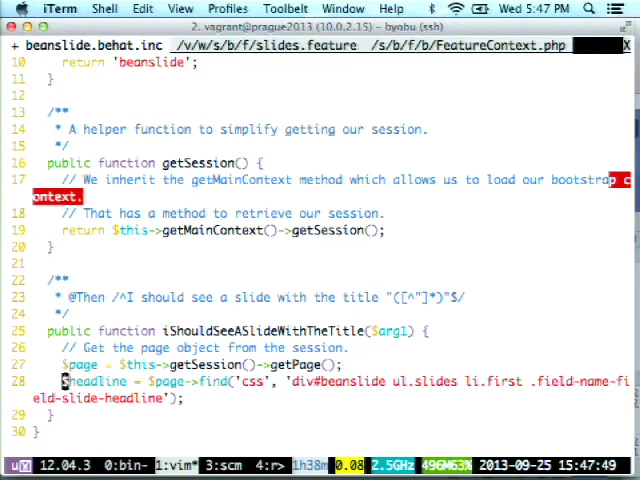 iTerm Shell Edit View Profiles Toolbelt Window Help Wed 5:47 PM
2. vagrant@prague2013 (10.0.2.15) - byobu (ssh)
+ beanslide.behat.inc /v/w/s/b/f/slides.feature /s/b/f/FeatureContext.php X
10 return 'beanslide';
11 }
12
13 /**
14 * A helper function to simplify getting our session.
15 */
16 public function getSession() {
17 // We inherit the getMainContext method which allows us to load our bootstrap c
ontext.
18 // That has a method to retrieve our session.
19 return $this->getMainContext()->getSession();
20 }
21
22 /**
23 * @Then /^I should see a slide with the title "([^"]*)"$/
24 */
25 public function iShouldSeeASlideWithTheTitle($arg1) {
26 // Get the page object from the session.
27 $page = $this->getSession()->getPage();
28 $headline = $page->find('css', 'div#beanslide ul.slides li.first .field-name-fi
eld-slide-headline');
29 }
30 }
12.04.3 0:bin- 1:vim* 3:scm 4:r> 1h38m 0.08 2.5GHz 496M63% 2013-09-25 15:47:49